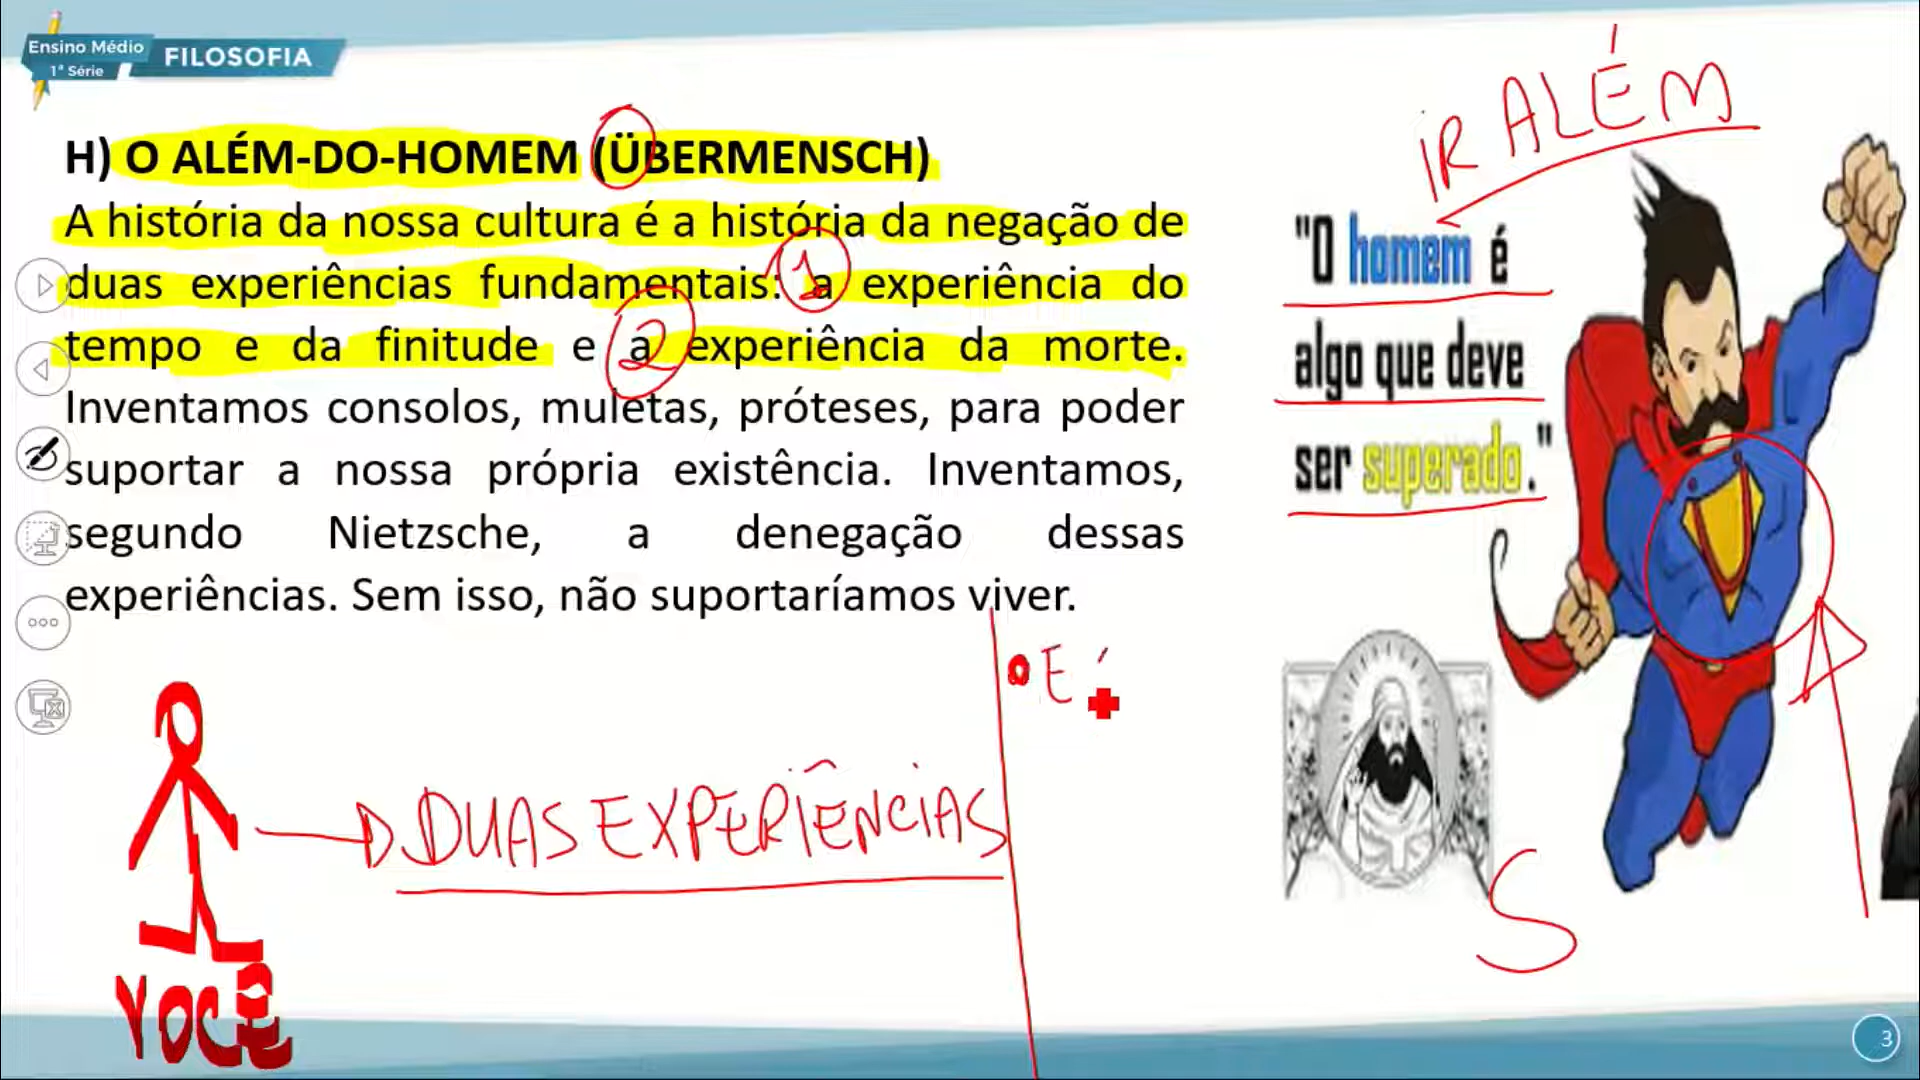 Ensino Médio
1ª Série
FILOSOFIA
H) O ALÉM-DO-HOMEM (ÜBERMENSCH)
A história da nossa cultura é a história da negação de
duas experiências fundamentais: a experiência do
tempo e da finitude e a experiência da morte.
Inventamos consolos, muletas, próteses, para poder
suportar a nossa própria existência. Inventamos,
segundo Nietzsche, a denegação dessas
experiências. Sem isso, não suportaríamos viver.
1
2
IR ALÉM
"O homem é
algo que deve
ser superado."
VOCÊ
DUAS EXPERIÊNCIAS
• E
S
3